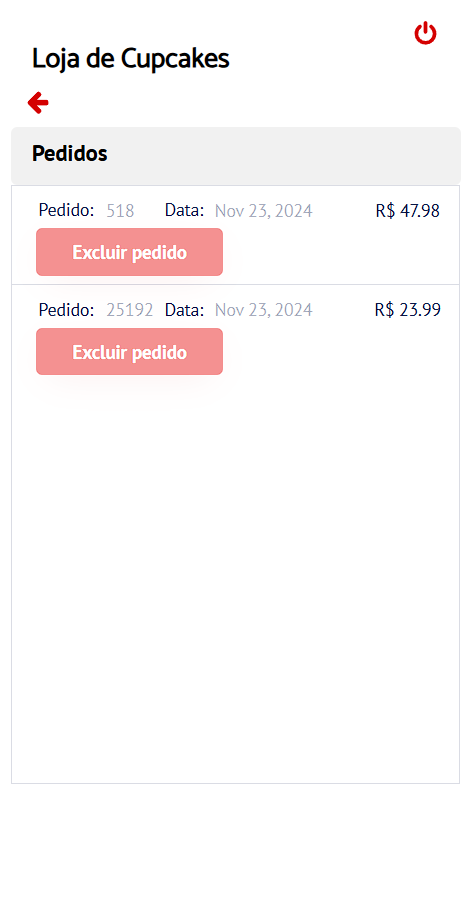 Loja de Cupcakes
Pedidos
Pedido: 518 Data: Nov 23, 2024 R$ 47.98
Excluir pedido
Pedido: 25192 Data: Nov 23, 2024 R$ 23.99
Excluir pedido